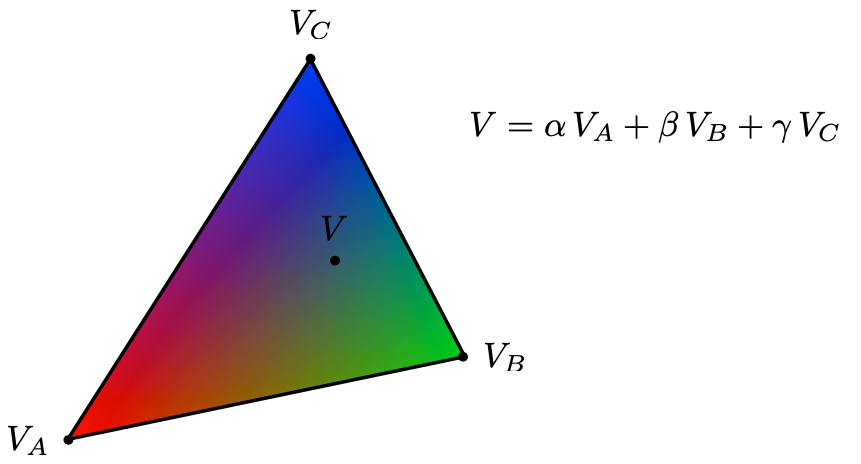 V_C
V = α V_A + β V_B + γ V_C
V
V_B
V_A